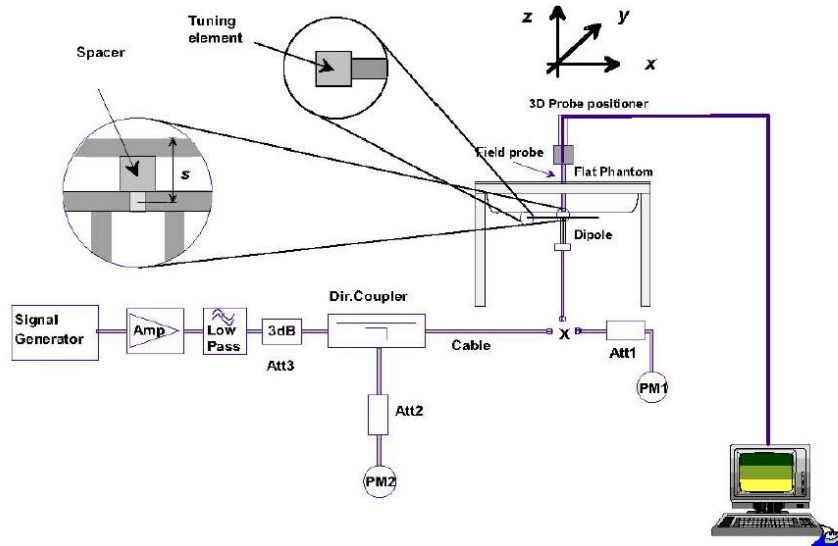 Tuning
element
z
y
x
Spacer
3D Probe positioner
Field probe
Flat Phantom
s
Dipole
Dir.Coupler
Signal
Generator
Amp
Low
Pass
3dB
Att3
Cable
X
Att1
PM1
Att2
PM2